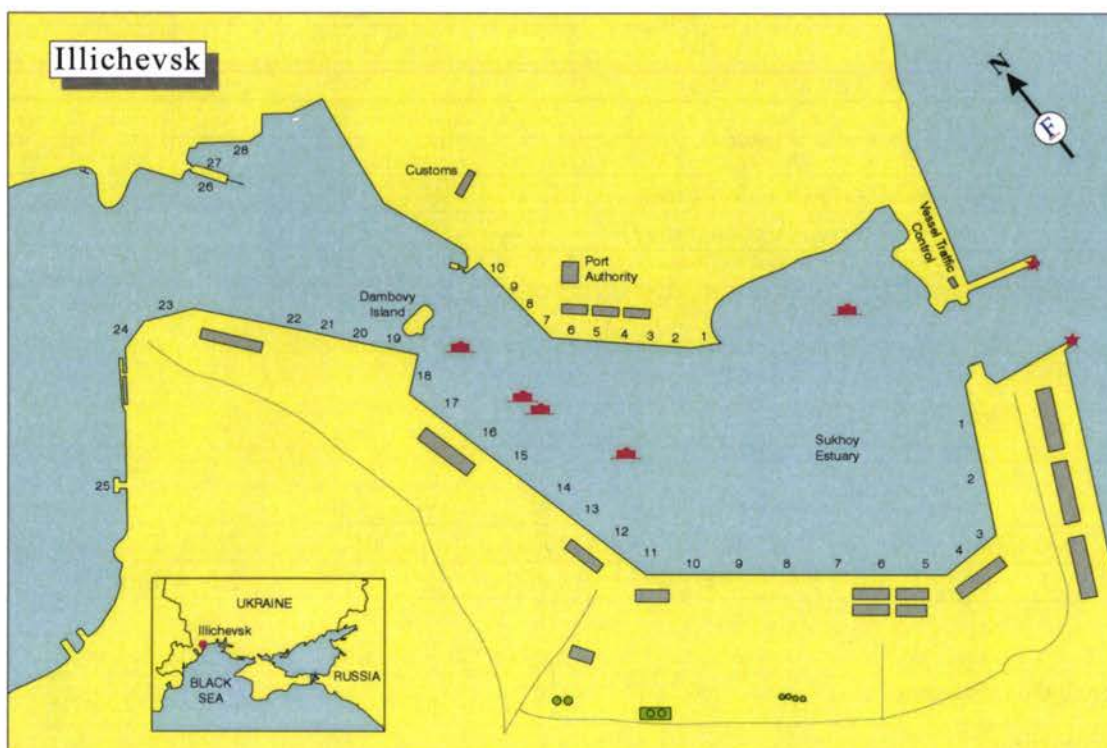 Illichevsk
N
F
28
27
26
Customs
Vessel Traffic
Control
10
9
8
7
Port
Authority
6
5
4
3
2
1
Dambovy
Island
24
23
22
21
20
19
18
17
16
15
14
13
12
11
10
9
8
7
6
5
4
3
2
1
Sukhoy
Estuary
25
UKRAINE
Illichevsk
BLACK
SEA
RUSSIA